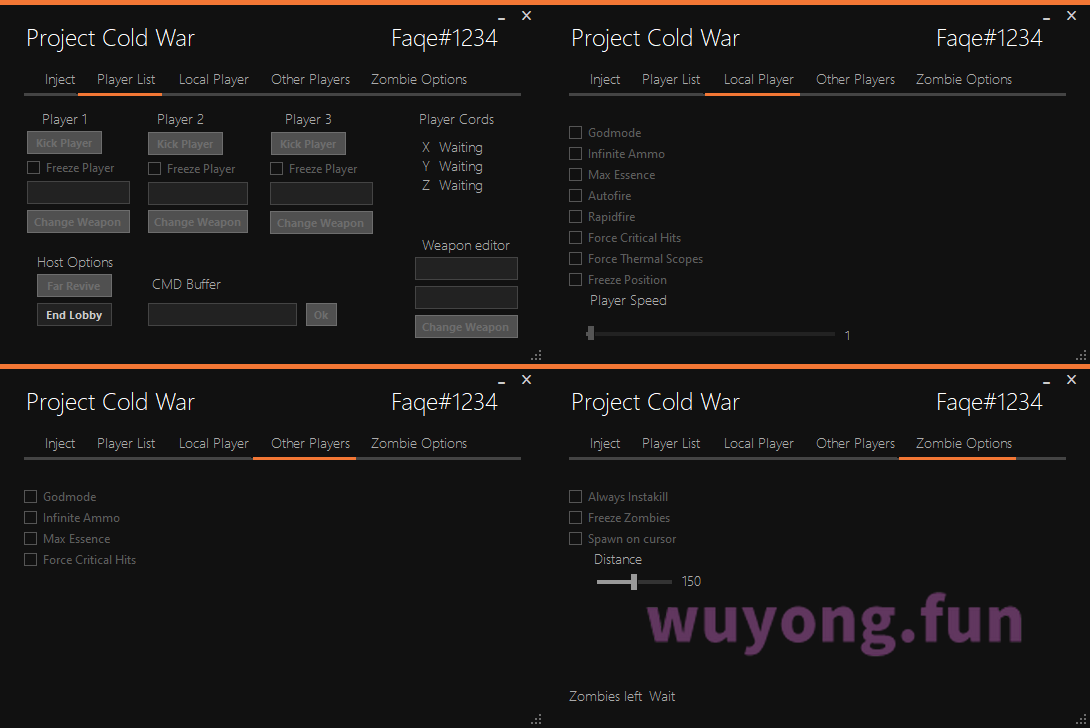 Project Cold War Faqe#1234
Inject Player List Local Player Other Players Zombie Options
Player 1 Player 2 Player 3 Player Cords
Kick Player Kick Player Kick Player
X Waiting
Freeze Player Freeze Player Freeze Player
Y Waiting
Z Waiting
Change Weapon Change Weapon Change Weapon
Weapon editor
Host Options
Far Revive
CMD Buffer
End Lobby
Ok
Change Weapon
Project Cold War Faqe#1234
Inject Player List Local Player Other Players Zombie Options
Godmode
Infinite Ammo
Max Essence
Autofire
Rapidfire
Force Critical Hits
Force Thermal Scopes
Freeze Position
Player Speed
1
Project Cold War Faqe#1234
Inject Player List Local Player Other Players Zombie Options
Godmode
Infinite Ammo
Max Essence
Force Critical Hits
Project Cold War Faqe#1234
Inject Player List Local Player Other Players Zombie Options
Always Instakill
Freeze Zombies
Spawn on cursor
Distance
150
wuyong.fun
Zombies left Wait